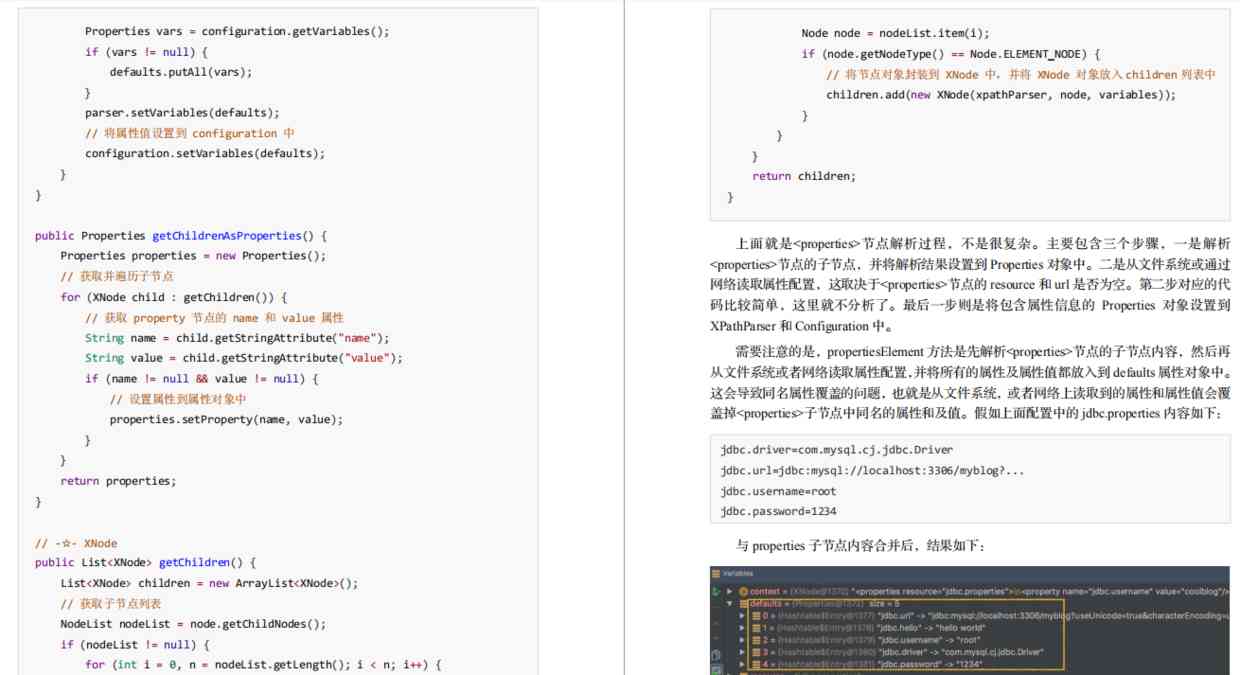 Properties vars = configuration.getVariables();
if (vars != null) {
defaults.putAll(vars);
}
parser.setVariables(defaults);
// 将属性值设置到 configuration 中
configuration.setVariables(defaults);
}
}
public Properties getChildrenAsProperties() {
Properties properties = new Properties();
// 获取并遍历子节点
for (XNode child : getChildren()) {
// 获取 property 节点的 name 和 value 属性
String name = child.getStringAttribute("name");
String value = child.getStringAttribute("value");
if (name != null && value != null) {
// 设置属性到属性对象中
properties.setProperty(name, value);
}
}
return properties;
}
// -☆- XNode
public List<XNode> getChildren() {
List<XNode> children = new ArrayList<XNode>();
// 获取子节点列表
NodeList nodeList = node.getChildNodes();
if (nodeList != null) {
for (int i = 0, n = nodeList.getLength(); i < n; i++) {
Node node = nodeList.item(i);
if (node.getNodeType() == Node.ELEMENT_NODE) {
// 将节点对象封装到 XNode 中，并将 XNode 对象放入 children 列表中
children.add(new XNode(xpathParser, node, variables));
}
}
}
return children;
}
上面就是<properties>节点解析过程，不是很复杂。主要包含三个步骤，一是解析
<properties>节点的子节点，并将解析结果设置到 Properties 对象中。二是从文件系统或通过
网络读取属性配置，这取决于<properties>节点的 resource 和 url 是否为空。第二步对应的代
码比较简单，这里就不分析了。最后一步则是将包含属性信息的 Properties 对象设置到
XPathParser 和 Configuration 中。
需要注意的是，propertiesElement 方法是先解析<properties>节点的子节点内容，然后再
从文件系统或者网络读取属性配置，并将所有的属性及属性值都放入到 defaults 属性对象中。
这会导致同名属性覆盖的问题，也就是从文件系统，或者网络上读取到的属性和属性值会覆
盖掉<properties>子节点中同名的属性和及值。假如上面配置中的 jdbc.properties 内容如下：
jdbc.driver=com.mysql.cj.jdbc.Driver
jdbc.url=jdbc:mysql://localhost:3306/myblog?...
jdbc.username=root
jdbc.password=1234
与 properties 子节点内容合并后，结果如下：
Variables
context = {XNode@1370} "<properties resource="jdbc.properties">\n<property name="jdbc.username" value="coolblog"/>
defaults = {Properties@1372} size = 5
0 = {Hashtable$Entry@1377} "jdbc.url" -> "jdbc:mysql://localhost:3306/myblog?useUnicode=true&characterEncoding=u
1 = {Hashtable$Entry@1378} "jdbc.hello" -> "hello world"
2 = {Hashtable$Entry@1379} "jdbc.username" -> "root"
3 = {Hashtable$Entry@1380} "jdbc.driver" -> "com.mysql.cj.jdbc.Driver"
4 = {Hashtable$Entry@1381} "jdbc.password" -> "1234"